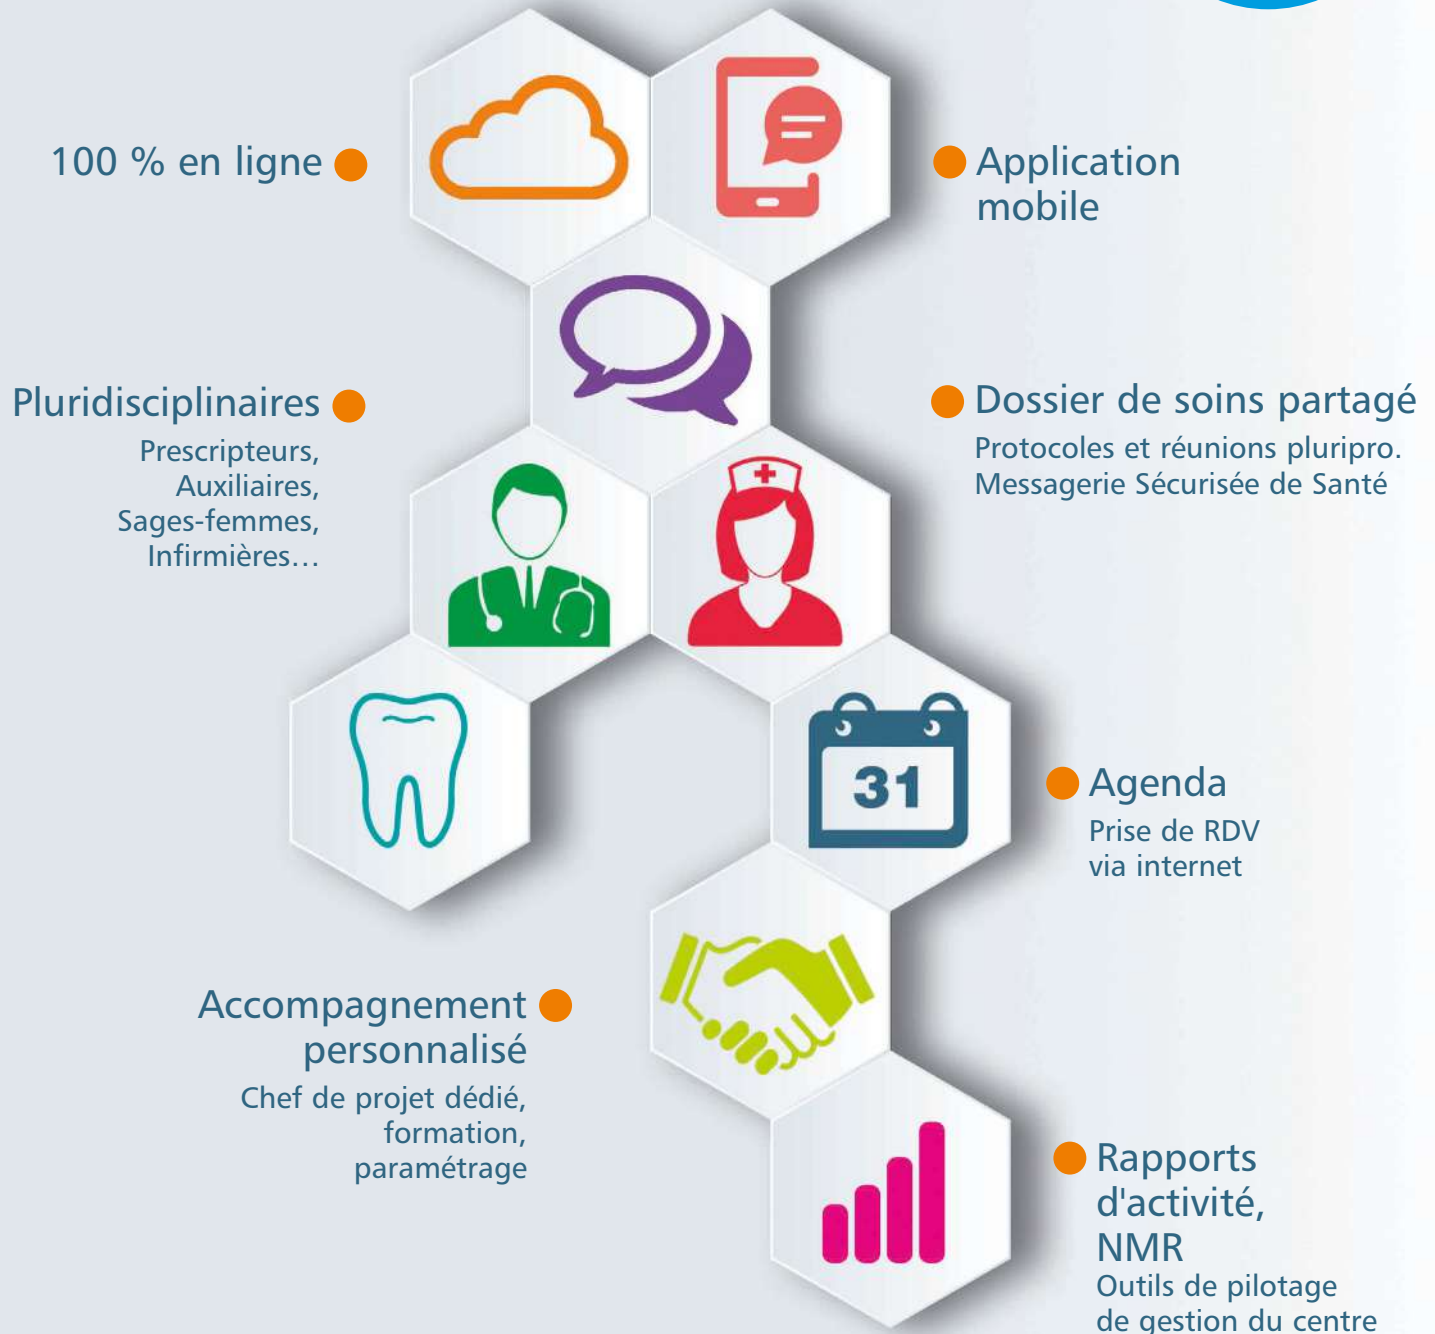 100 % en ligne
Application
mobile
Pluridisciplinaires
Prescripteurs,
Auxiliaires,
Sages-femmes,
Infirmières…
Dossier de soins partagé
Protocoles et réunions pluripro.
Messagerie Sécurisée de Santé
31
Agenda
Prise de RDV
via internet
Accompagnement
personnalisé
Chef de projet dédié,
formation,
paramétrage
Rapports
d'activité,
NMR
Outils de pilotage
de gestion du centre